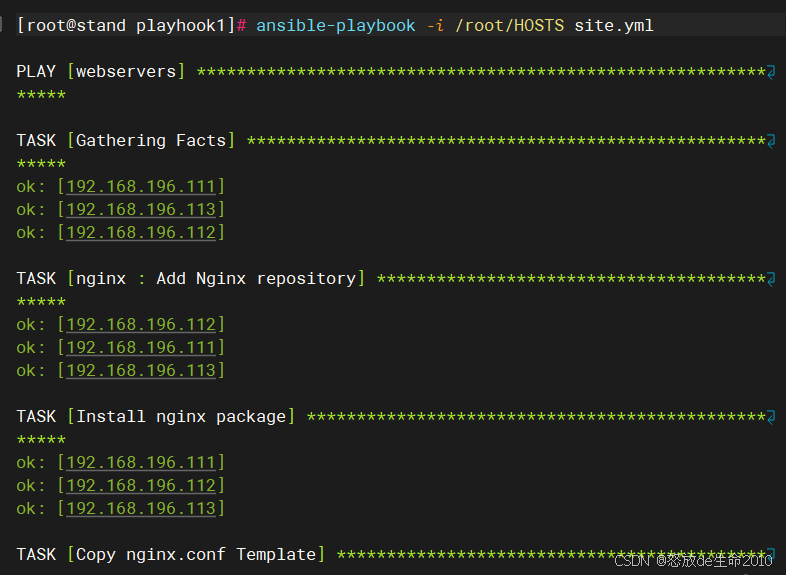 [root@stand playhook1]# ansible-playbook -i /root/HOSTS site.yml
PLAY [webservers] *********************************************************
*****
TASK [Gathering Facts] ****************************************************
*****
ok: [192.168.196.111]
ok: [192.168.196.113]
ok: [192.168.196.112]
TASK [nginx : Add Nginx repository] ***************************************
*****
ok: [192.168.196.112]
ok: [192.168.196.111]
ok: [192.168.196.113]
TASK [Install nginx package] **********************************************
*****
ok: [192.168.196.111]
ok: [192.168.196.112]
ok: [192.168.196.113]
TASK [Copy nginx.conf Template] *******************************************
CSDN @怒放de生命2010